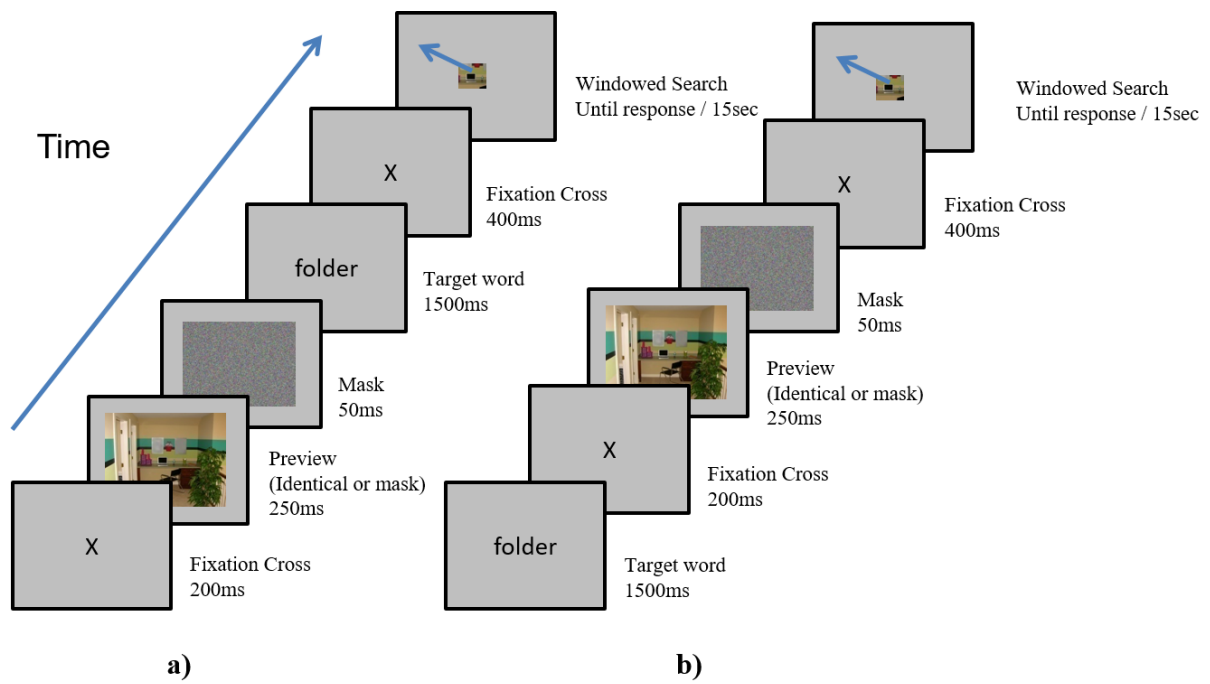 Time
Windowed Search
Until response / 15sec
X
Fixation Cross
400ms
folder
Target word
1500ms
Mask
50ms
Preview
(Identical or mask)
250ms
X
Fixation Cross
200ms
a)
Windowed Search
Until response / 15sec
X
Fixation Cross
400ms
Mask
50ms
Preview
(Identical or mask)
250ms
X
Fixation Cross
200ms
folder
Target word
1500ms
b)